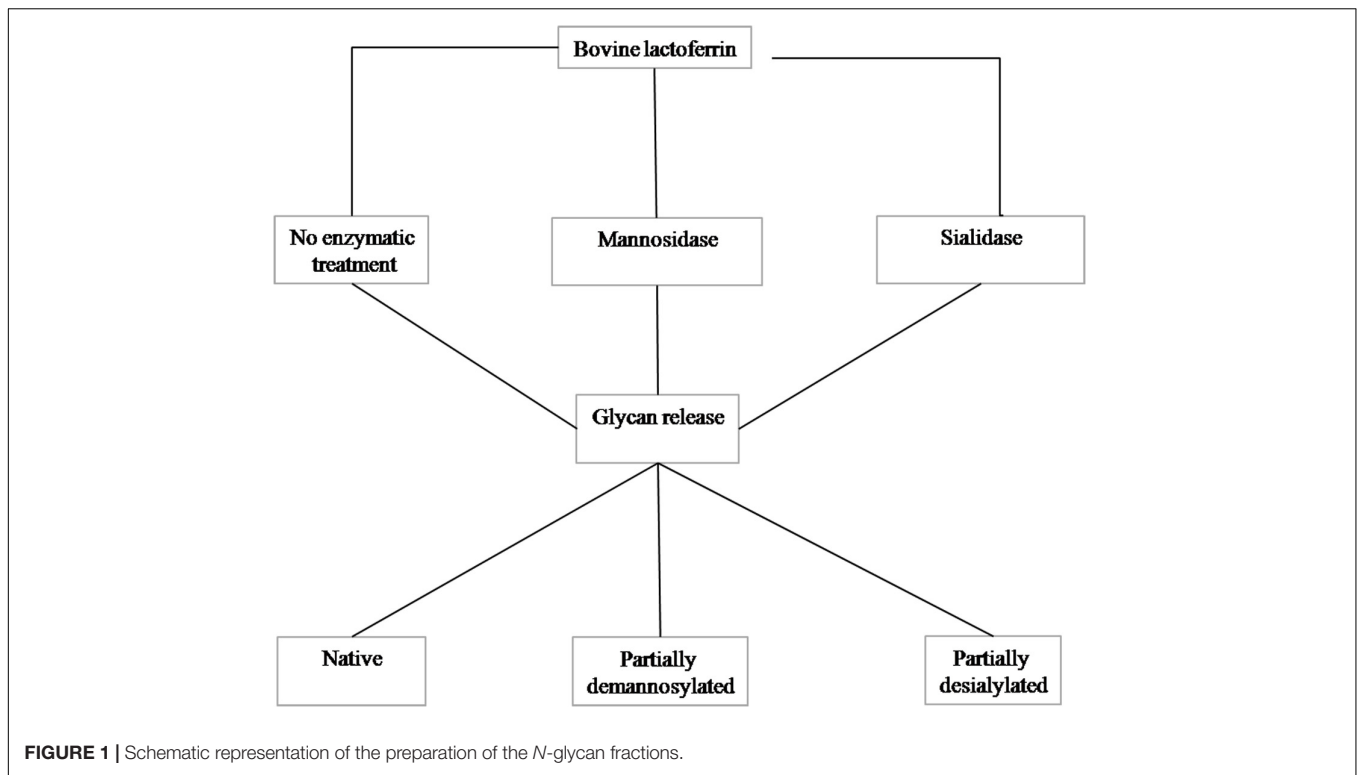 Bovine lactoferrin
No enzymatic
treatment
Mannosidase
Sialidase
Glycan release
Native
Partially
demannosylated
Partially
desialylated
FIGURE 1 | Schematic representation of the preparation of the N-glycan fractions.